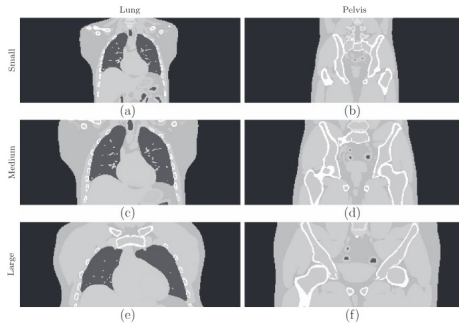 Lung
Pelvis
Small
(a)
(b)
Medium
(c)
(d)
Large
(e)
(f)